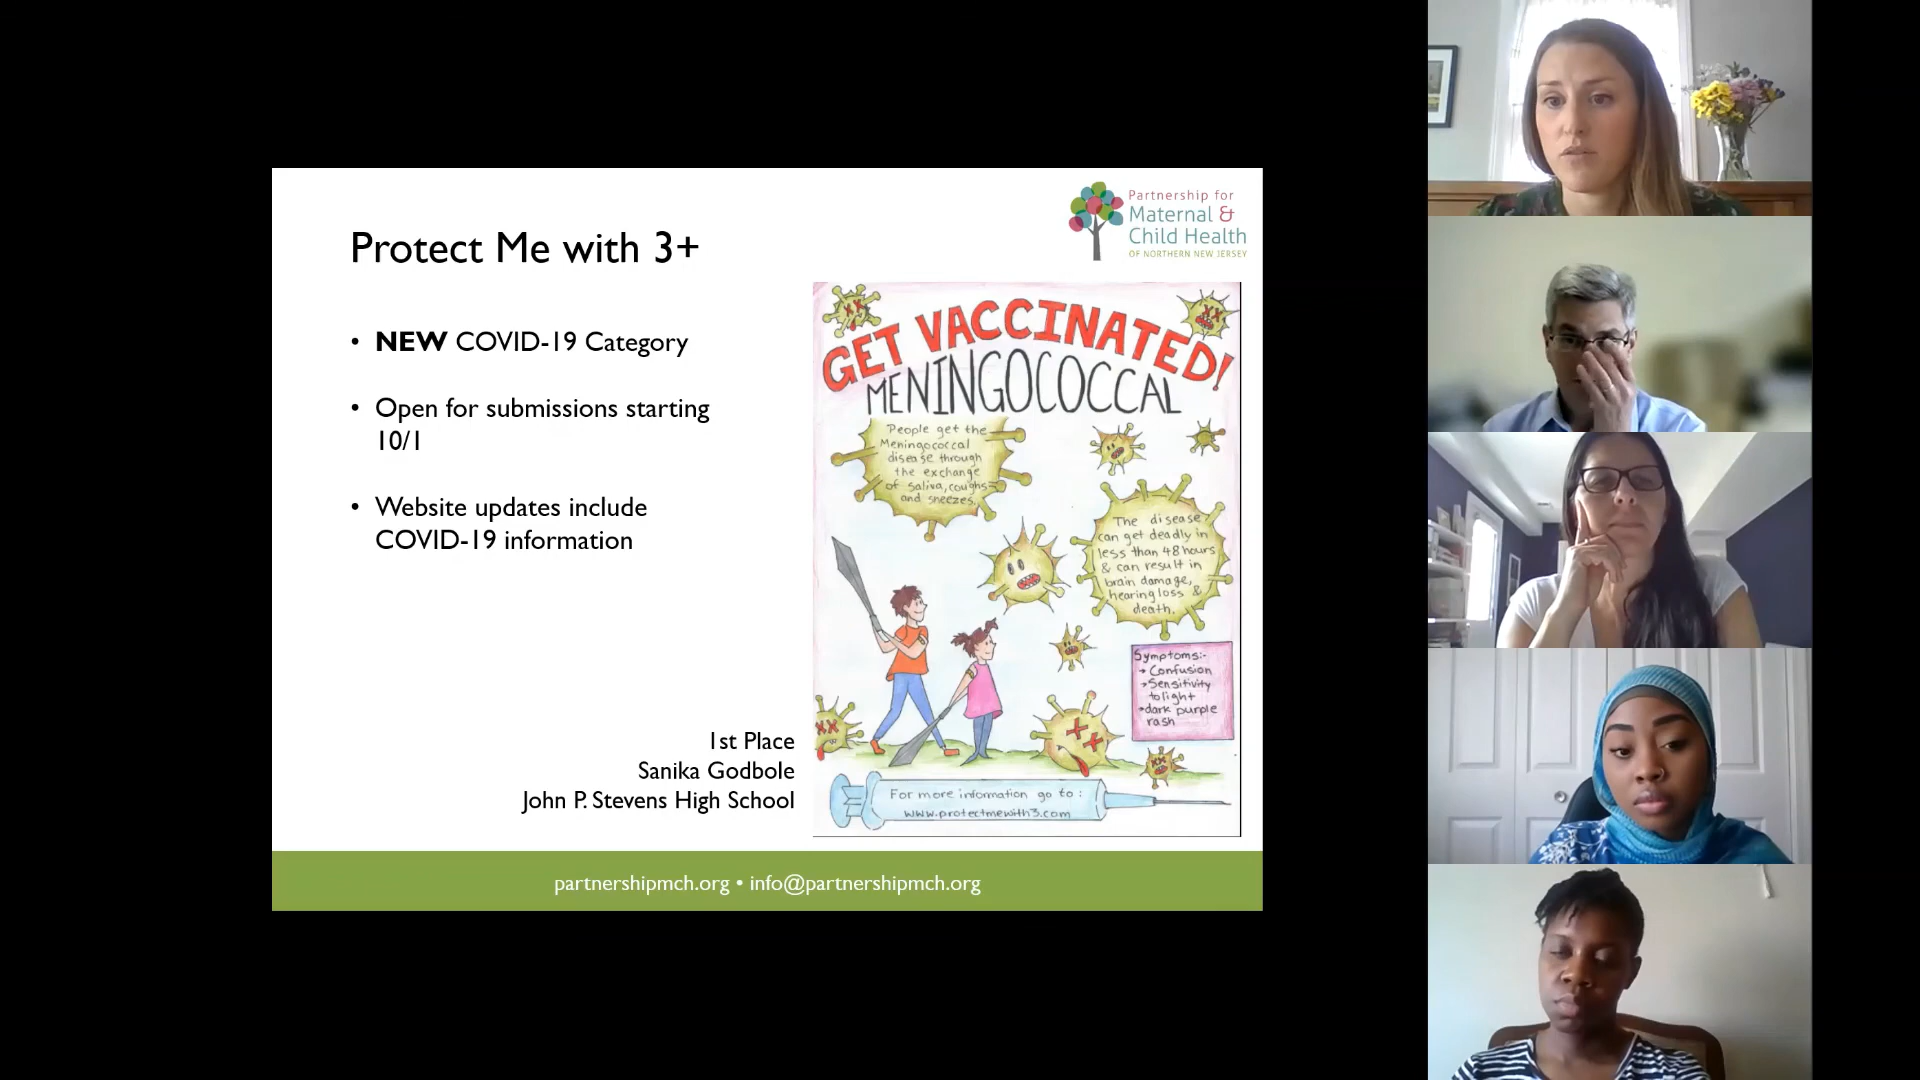 Partnership for
Maternal &
Child Health
OF NORTHERN NEW JERSEY
Protect Me with 3+
• NEW COVID-19 Category
• Open for submissions starting
10/1
• Website updates include
COVID-19 information
1st Place
Sanika Godbole
John P. Stevens High School
GET VACCINATED!
MENINGOCOCCAL
People get the
Meningococcal
disease through
the exchange
of saliva, coughs
and sneezes.
The disease
can get deadly in
less than 48 hours
& can result in
brain damage,
hearing loss &
death.
Symptoms:-
→ Confusion
→ Sensitivity
to light
→ dark purple
rash
For more information go to:
www.protectmewith3.com
partnershipmch.org • info@partnershipmch.org